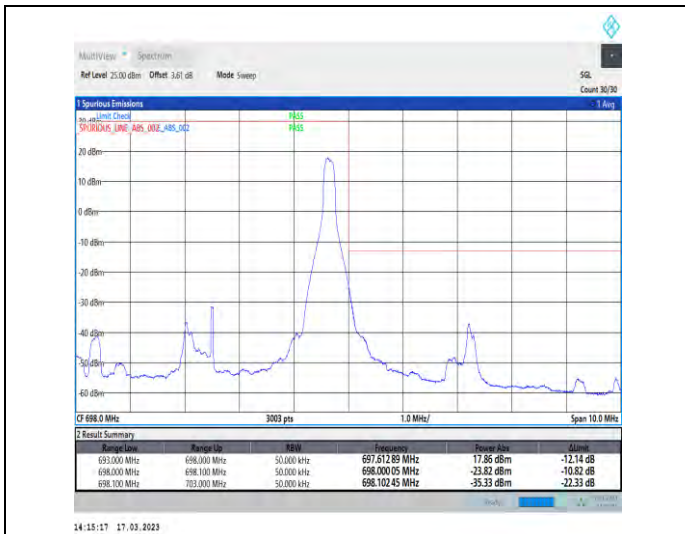 MultiView Spectrum
Ref Level 25.00 dBm Offset 3.61 dB Mode Sweep SGL
Count 30/30
1 Spurious Emissions 1 Avg
30 dBm Limit Check PASS
_SPURIOUS_LINE_ABS_002_ABS_002 PASS
20 dBm
10 dBm
0 dBm
-10 dBm
-20 dBm
-30 dBm
-40 dBm
-50 dBm
-60 dBm
CF 698.0 MHz 3003 pts 1.0 MHz/ Span 10.0 MHz
2 Result Summary
Range Low Range Up RBW Frequency Power Abs ΔLimit
693.000 MHz 698.000 MHz 50.000 kHz 697.612 89 MHz 17.86 dBm -12.14 dB
698.000 MHz 698.100 MHz 50.000 kHz 698.000 05 MHz -23.82 dBm -10.82 dB
698.100 MHz 703.000 MHz 50.000 kHz 698.102 45 MHz -35.33 dBm -22.33 dB
Ready
14:15:17 17.03.2023